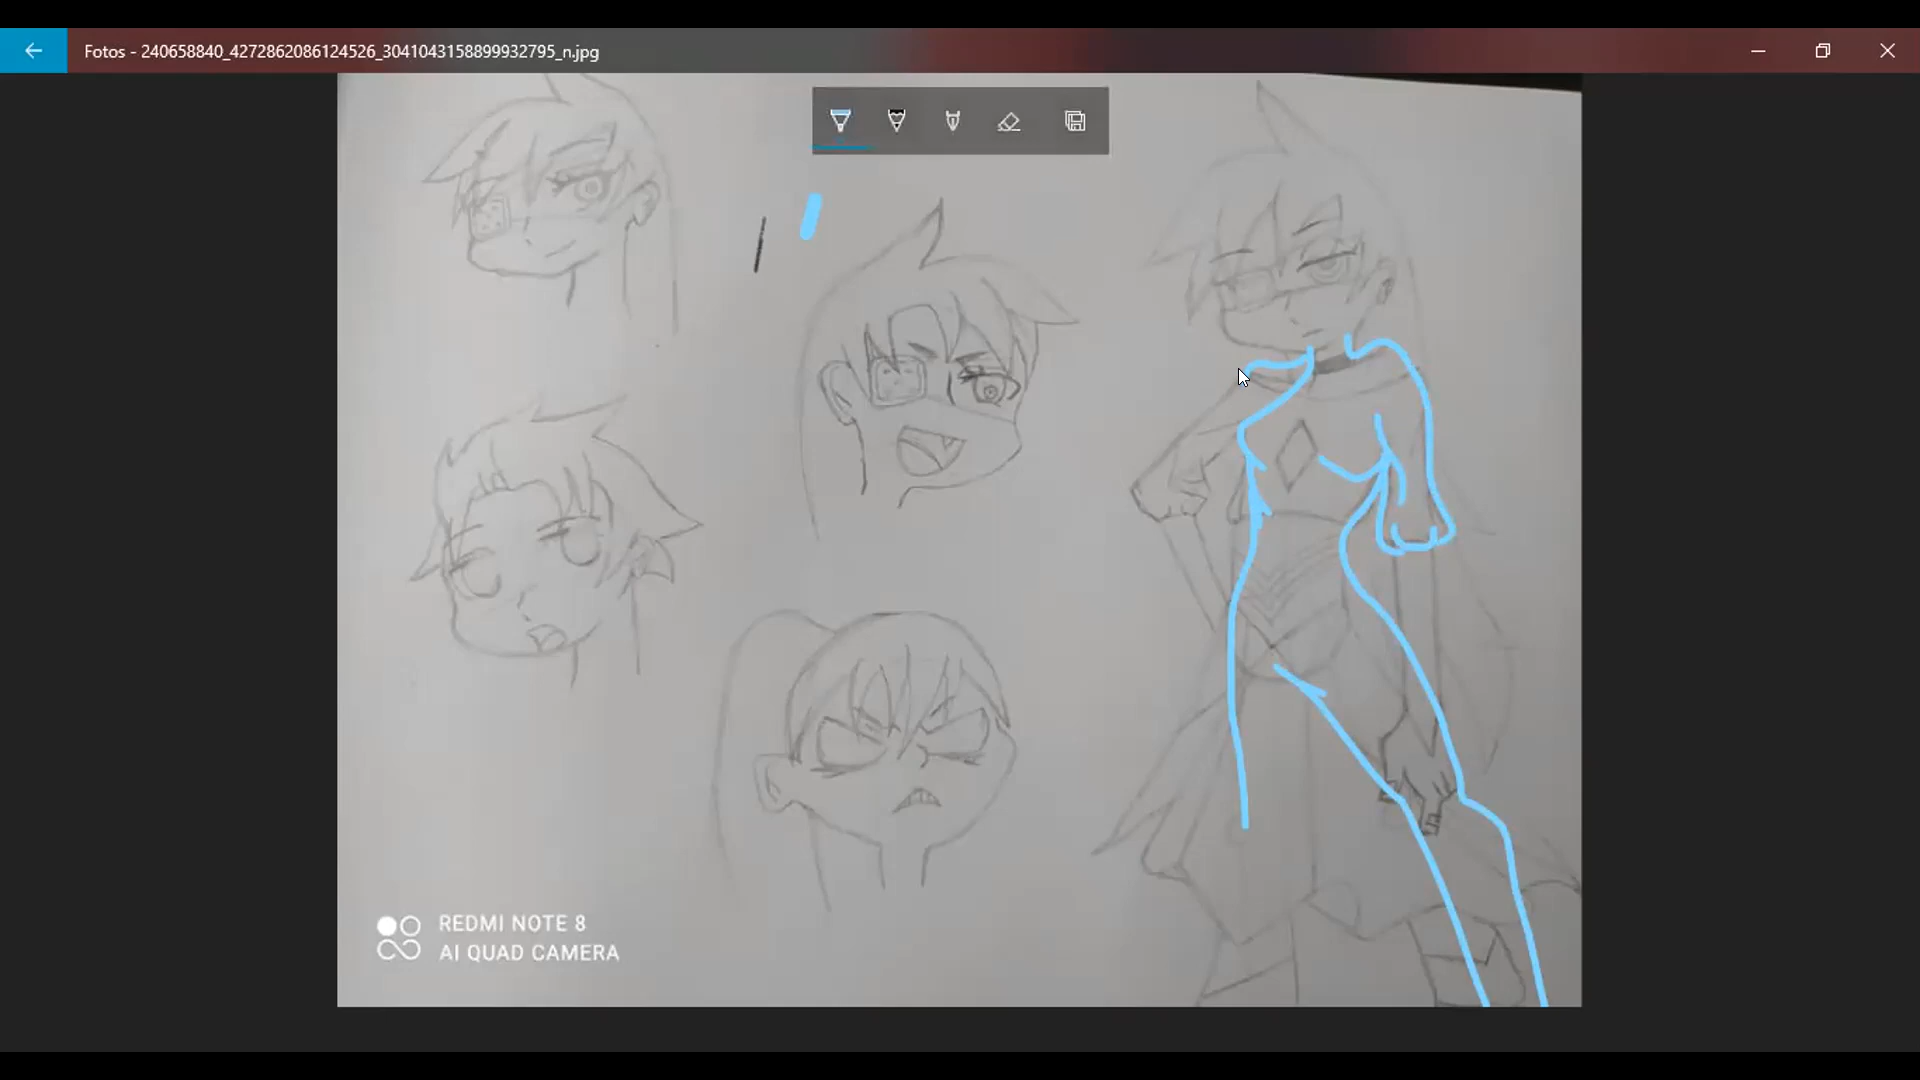 Fotos - 240658840_4272862086124526_3041043158899932795_n.jpg
REDMI NOTE 8
AI QUAD CAMERA